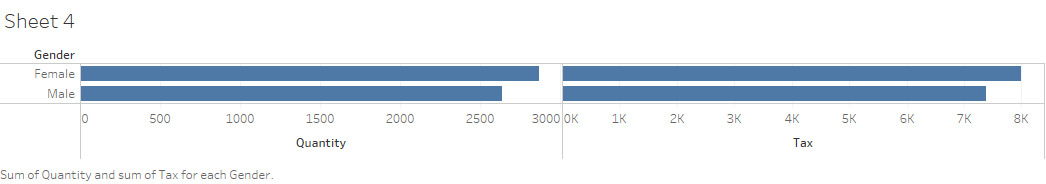 Sheet 4
Gender
Female
Male
0 500 1000 1500 2000 2500 3000 0K 1K 2K 3K 4K 5K 6K 7K 8K
Quantity Tax
Sum of Quantity and sum of Tax for each Gender.